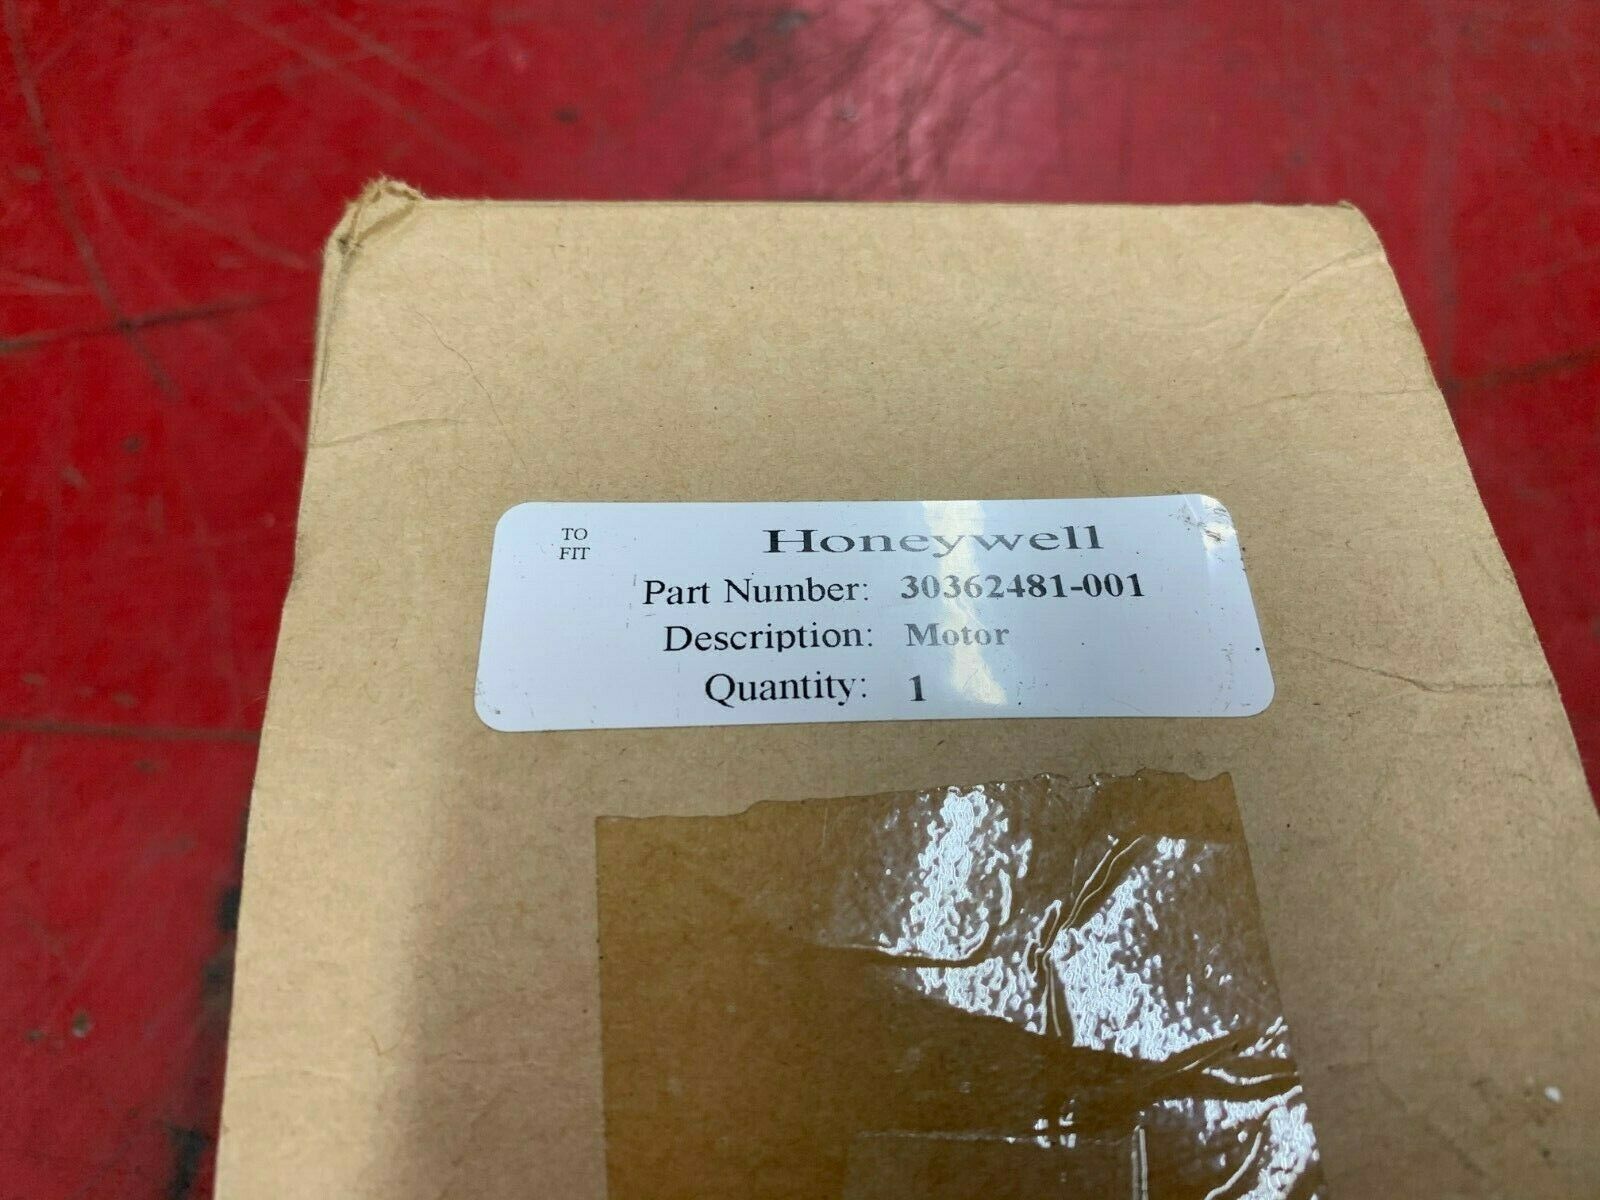 TO
FIT
Honeywell
Part Number: 30362481-001
Description: Motor
Quantity: 1